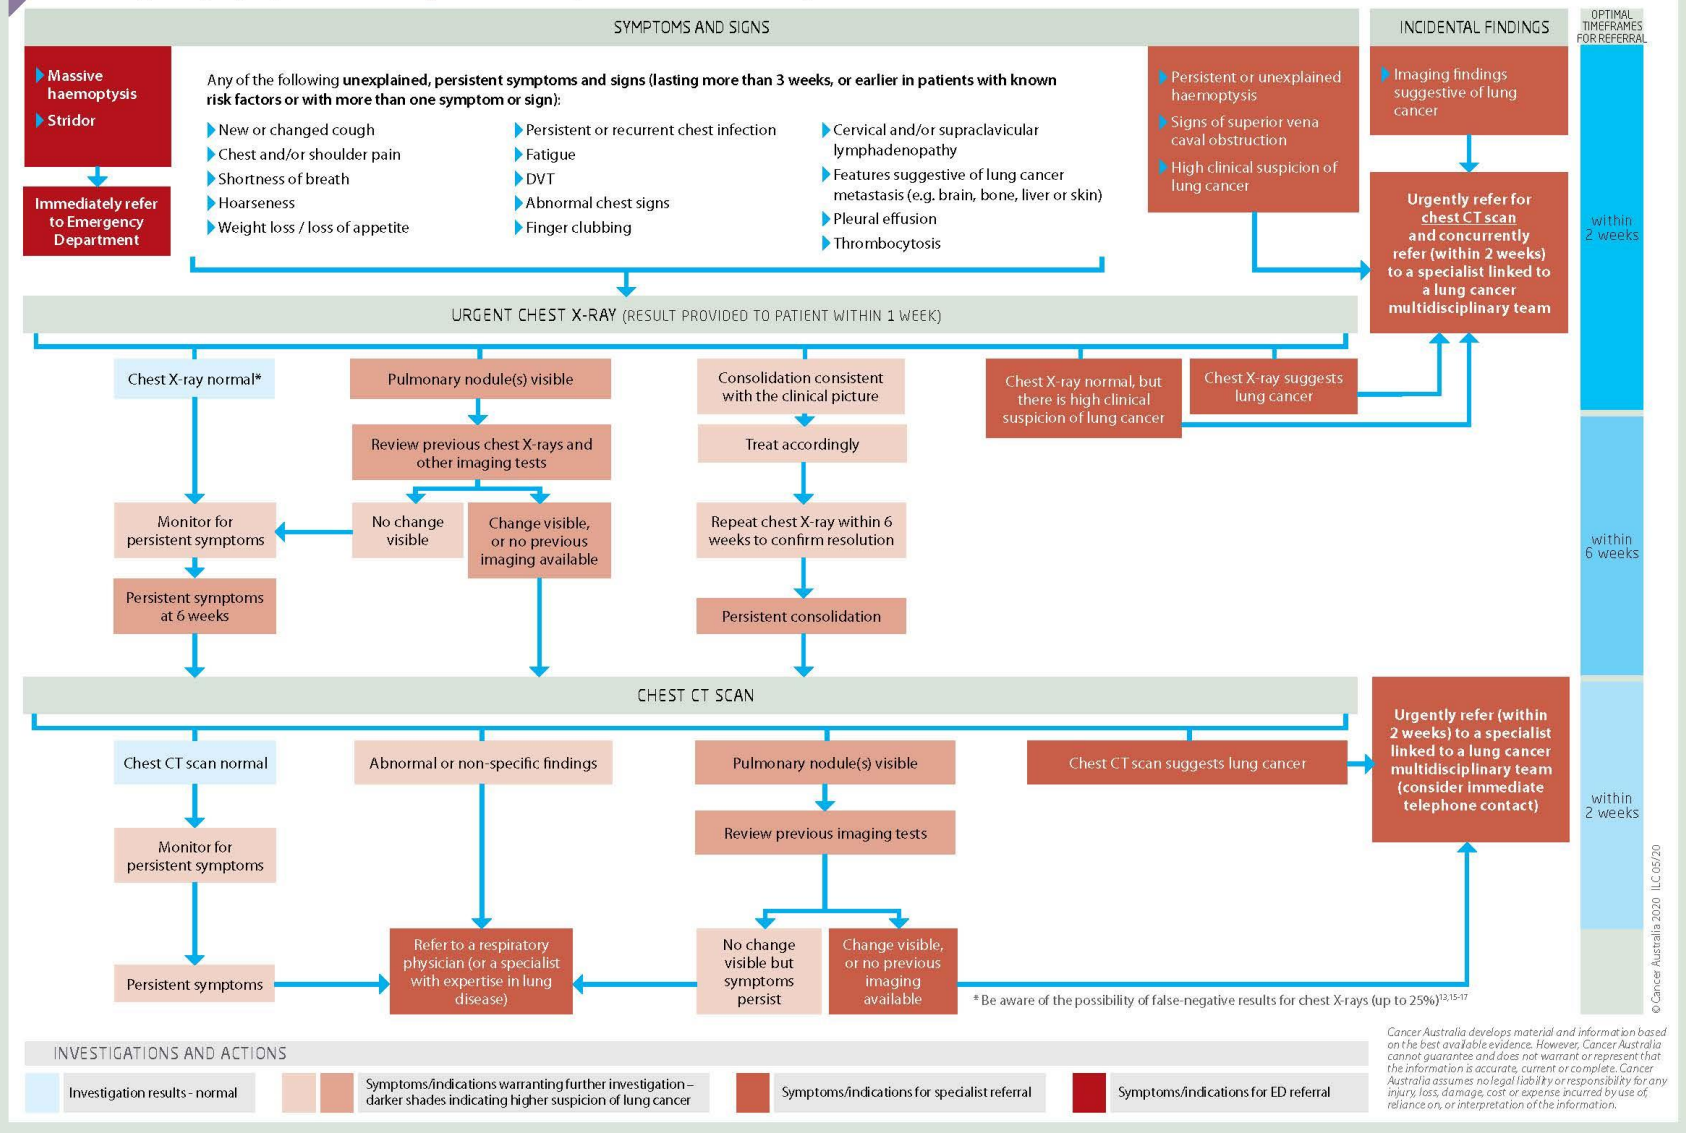 SYMPTOMS AND SIGNS
INCIDENTAL FINDINGS
OPTIMAL
TIMEFRAMES
FOR REFERRAL
Massive
haemoptysis
Stridor
Immediately refer
to Emergency
Department
Any of the following unexplained, persistent symptoms and signs (lasting more than 3 weeks, or earlier in patients with known
risk factors or with more than one symptom or sign):
New or changed cough
Chest and/or shoulder pain
Shortness of breath
Hoarseness
Weight loss / loss of appetite
Persistent or recurrent chest infection
Fatigue
DVT
Abnormal chest signs
Finger clubbing
Cervical and/or supraclavicular
lymphadenopathy
Features suggestive of lung cancer
metastasis (e.g. brain, bone, liver or skin)
Pleural effusion
Thrombocytosis
Persistent or unexplained
haemoptysis
Signs of superior vena
caval obstruction
High clinical suspicion of
lung cancer
Imaging findings
suggestive of lung
cancer
Urgently refer for
chest CT scan
and concurrently
refer (within 2 weeks)
to a specialist linked to
a lung cancer
multidisciplinary team
within
2 weeks
URGENT CHEST X-RAY (RESULT PROVIDED TO PATIENT WITHIN 1 WEEK)
Chest X-ray normal*
Pulmonary nodule(s) visible
Consolidation consistent
with the clinical picture
Chest X-ray normal, but
there is high clinical
suspicion of lung cancer
Chest X-ray suggests
lung cancer
Review previous chest X-rays and
other imaging tests
Treat accordingly
Monitor for
persistent symptoms
No change
visible
Change visible,
or no previous
imaging available
Repeat chest X-ray within 6
weeks to confirm resolution
within
6 weeks
Persistent symptoms
at 6 weeks
Persistent consolidation
CHEST CT SCAN
Chest CT scan normal
Abnormal or non-specific findings
Pulmonary nodule(s) visible
Chest CT scan suggests lung cancer
Urgently refer (within
2 weeks) to a specialist
linked to a lung cancer
multidisciplinary team
(consider immediate
telephone contact)
within
2 weeks
Monitor for
persistent symptoms
Review previous imaging tests
Persistent symptoms
Refer to a respiratory
physician (or a specialist
with expertise in lung
disease)
No change
visible but
symptoms
persist
Change visible,
or no previous
imaging
available
* Be aware of the possibility of false-negative results for chest X-rays (up to 25%)13,15-17
© Cancer Australia 2020 ILC 05/20
INVESTIGATIONS AND ACTIONS
Investigation results - normal
Symptoms/indications warranting further investigation –
darker shades indicating higher suspicion of lung cancer
Symptoms/indications for specialist referral
Symptoms/indications for ED referral
Cancer Australia develops material and information based
on the best available evidence. However, Cancer Australia
cannot guarantee and does not warrant or represent that
the information is accurate, current or complete. Cancer
Australia assumes no legal liability or responsibility for any
injury, loss, damage, cost or expense incurred by use of,
reliance on, or interpretation of the information.